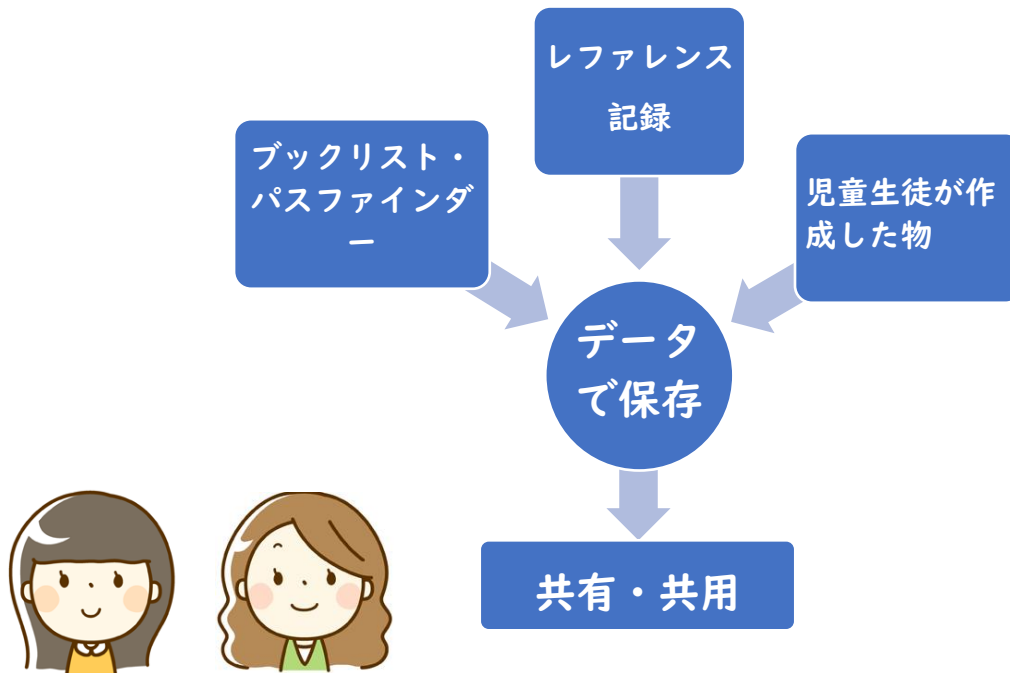 レファレンス
記録
ブックリスト・
パスファインダ
ー
児童生徒が作
成した物
データ
で保存
共有・共用